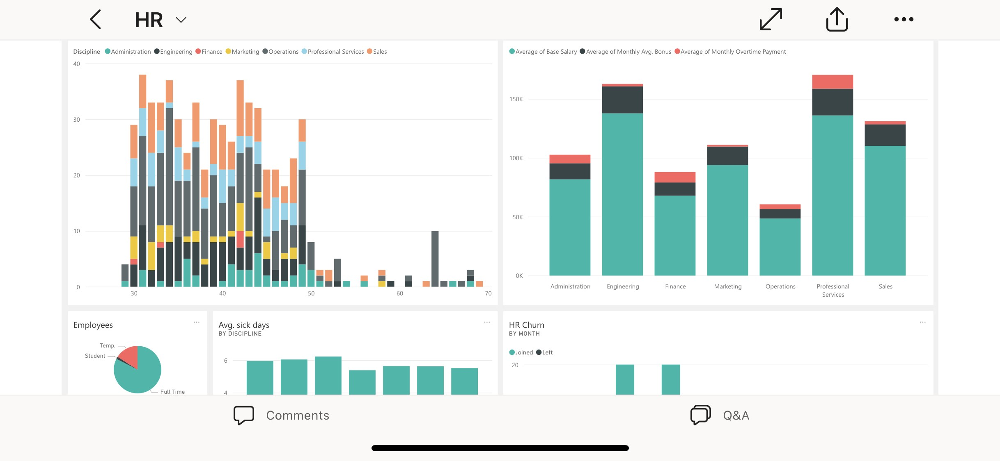 HR
Discipline Administration Engineering Finance Marketing Operations Professional Services Sales
40
30
20
10
0
30 40 50 60 70
Average of Base Salary Average of Monthly Avg. Bonus Average of Monthly Overtime Payment
150K
100K
50K
0K
Administration Engineering Finance Marketing Operations Professional Services Sales
Employees
Temp.
Student
Full Time
Avg. sick days
BY DISCIPLINE
6
4
HR Churn
BY MONTH
Joined Left
20
Comments
Q&A